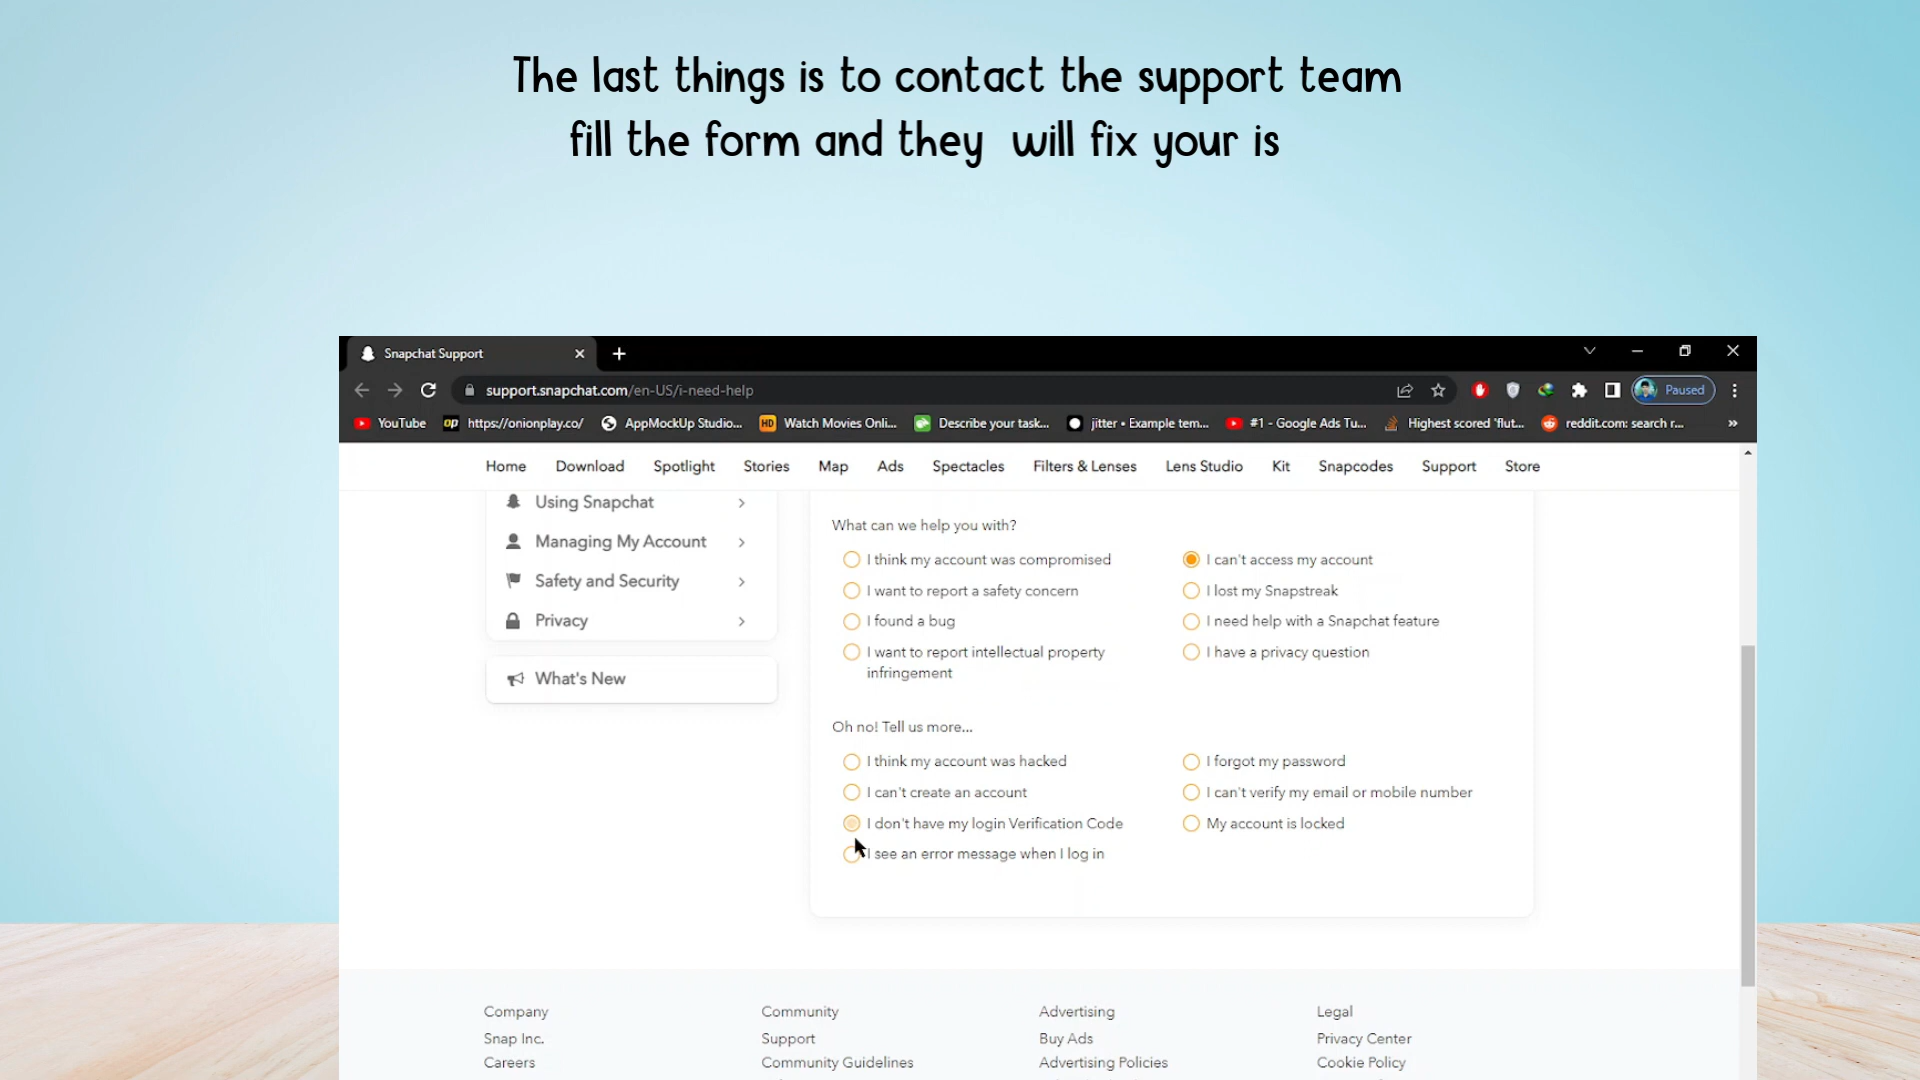 The last things is to contact the support team
fill the form and they will fix your is
Snapchat Support
support.snapchat.com/en-US/i-need-help
Paused
YouTube
op https://onionplay.co/
AppMockUp Studio...
HD Watch Movies Onli...
Describe your task...
jitter • Example tem...
#1 - Google Ads Tu...
Highest scored 'flut...
reddit.com: search r...
Home Download Spotlight Stories Map Ads Spectacles Filters & Lenses Lens Studio Kit Snapcodes Support Store
Using Snapchat
Managing My Account
Safety and Security
Privacy
What's New
What can we help you with?
I think my account was compromised
I can't access my account
I want to report a safety concern
I lost my Snapstreak
I found a bug
I need help with a Snapchat feature
I want to report intellectual property
infringement
I have a privacy question
Oh no! Tell us more...
I think my account was hacked
I forgot my password
I can't create an account
I can't verify my email or mobile number
I don't have my login Verification Code
My account is locked
I see an error message when I log in
Company
Snap Inc.
Careers
Community
Support
Community Guidelines
Advertising
Buy Ads
Advertising Policies
Legal
Privacy Center
Cookie Policy